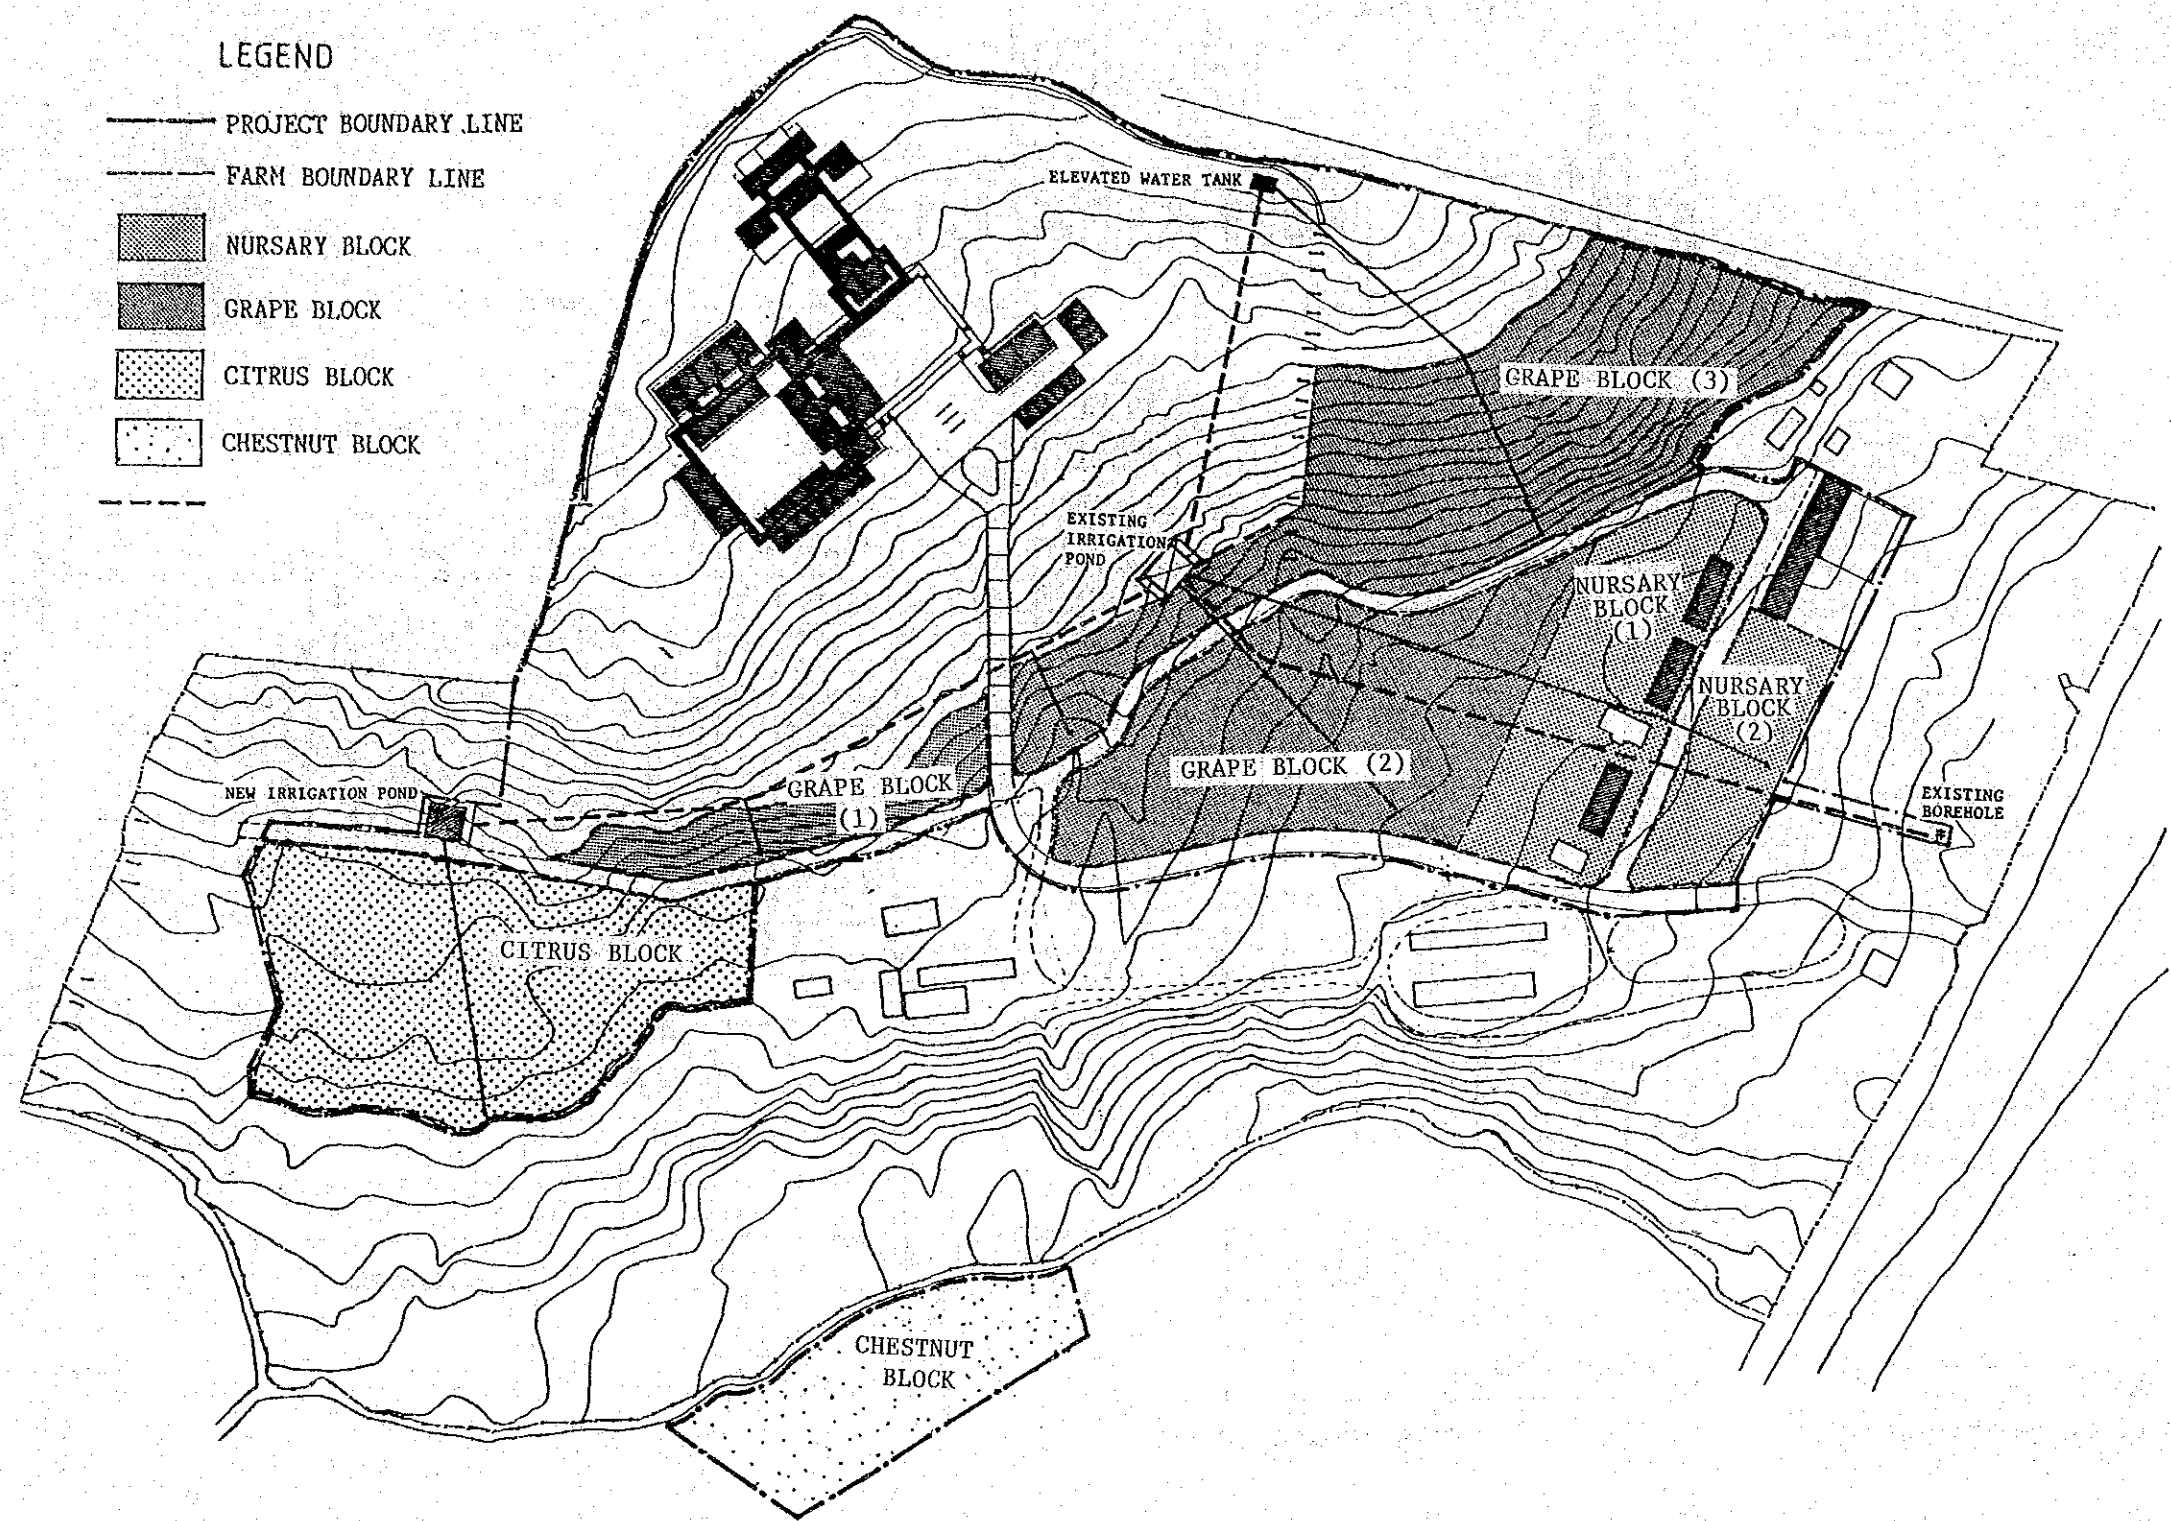 LEGEND
PROJECT BOUNDARY LINE
FARM BOUNDARY LINE
NURSARY BLOCK
GRAPE BLOCK
CITRUS BLOCK
CHESTNUT BLOCK
ELEVATED WATER TANK
GRAPE BLOCK (3)
EXISTING
IRRIGATION
POND
NURSARY
BLOCK
(1)
NURSARY
BLOCK
(2)
GRAPE BLOCK (2)
GRAPE BLOCK
(1)
NEW IRRIGATION POND
EXISTING
BOREHOLE
CITRUS BLOCK
CHESTNUT
BLOCK